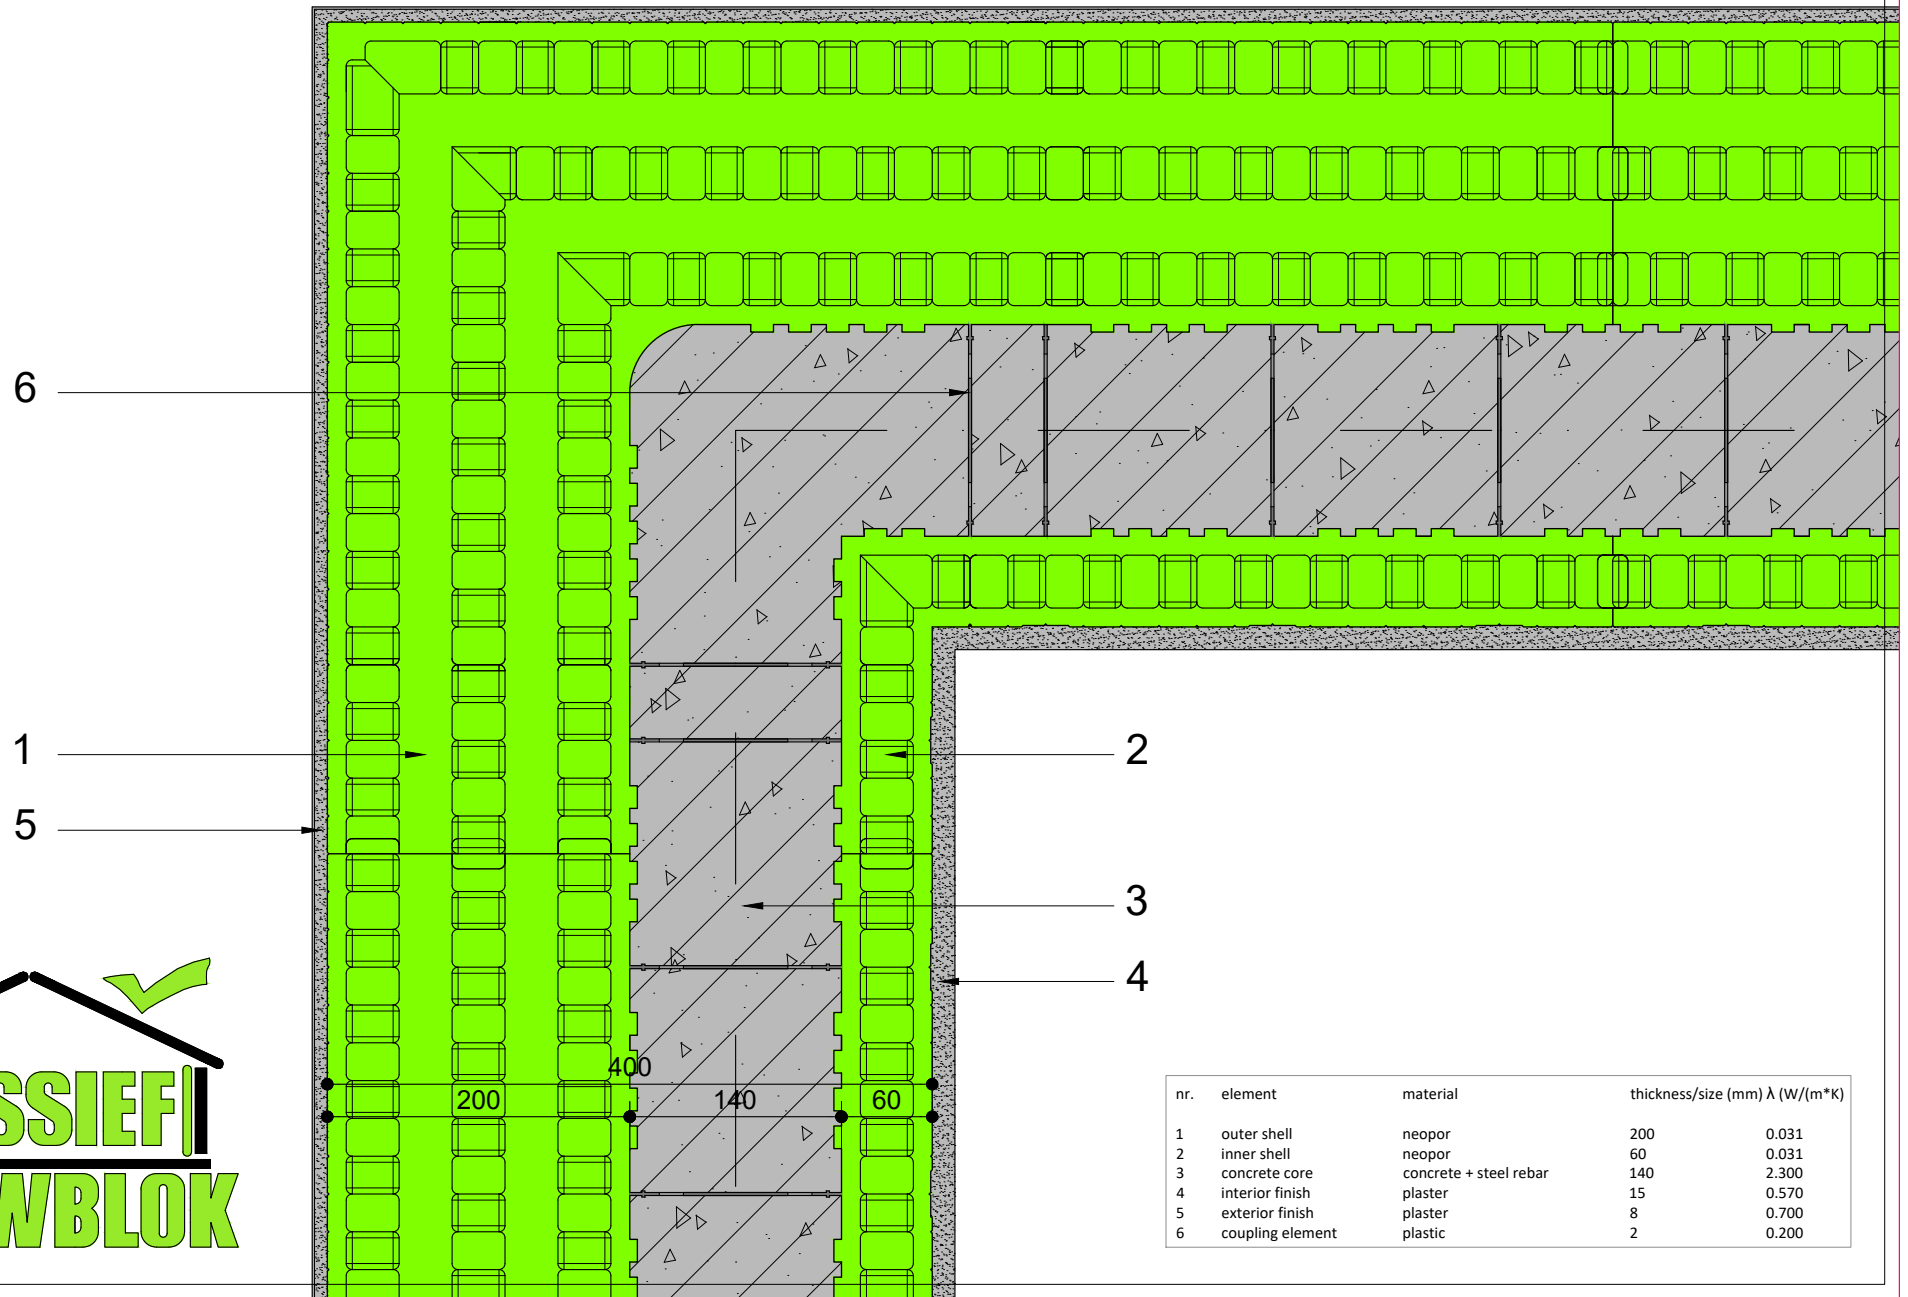 6
1
2
5
3
4
400
200 140 60
SSIEF
WBLOK
nr. element material thickness/size (mm) λ (W/(m*K)
1 outer shell neopor 200 0.031
2 inner shell neopor 60 0.031
3 concrete core concrete + steel rebar 140 2.300
4 interior finish plaster 15 0.570
5 exterior finish plaster 8 0.700
6 coupling element plastic 2 0.200